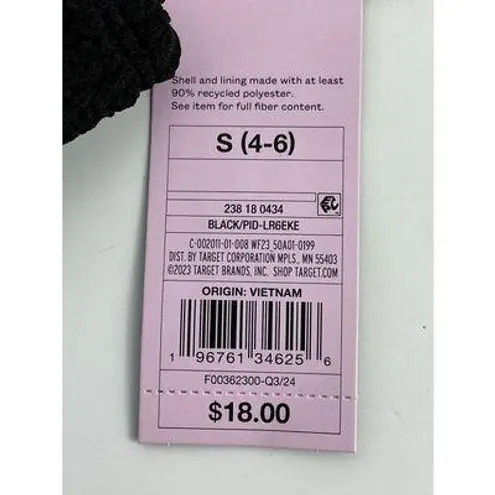 Shell and lining made with at least
90% recycled polyester.
See item for full fiber content.
S (4-6)
238 18 0434
BLACK/PID-LR6EKE
C-002011-01-008 WF23_50A01-0199
DIST. BY TARGET CORPORATION MPLS., MN 55403
©2023 TARGET BRANDS, INC. SHOP TARGET.COM
ORIGIN: VIETNAM
1 96761 34625 6
F00362300-Q3/24
$18.00